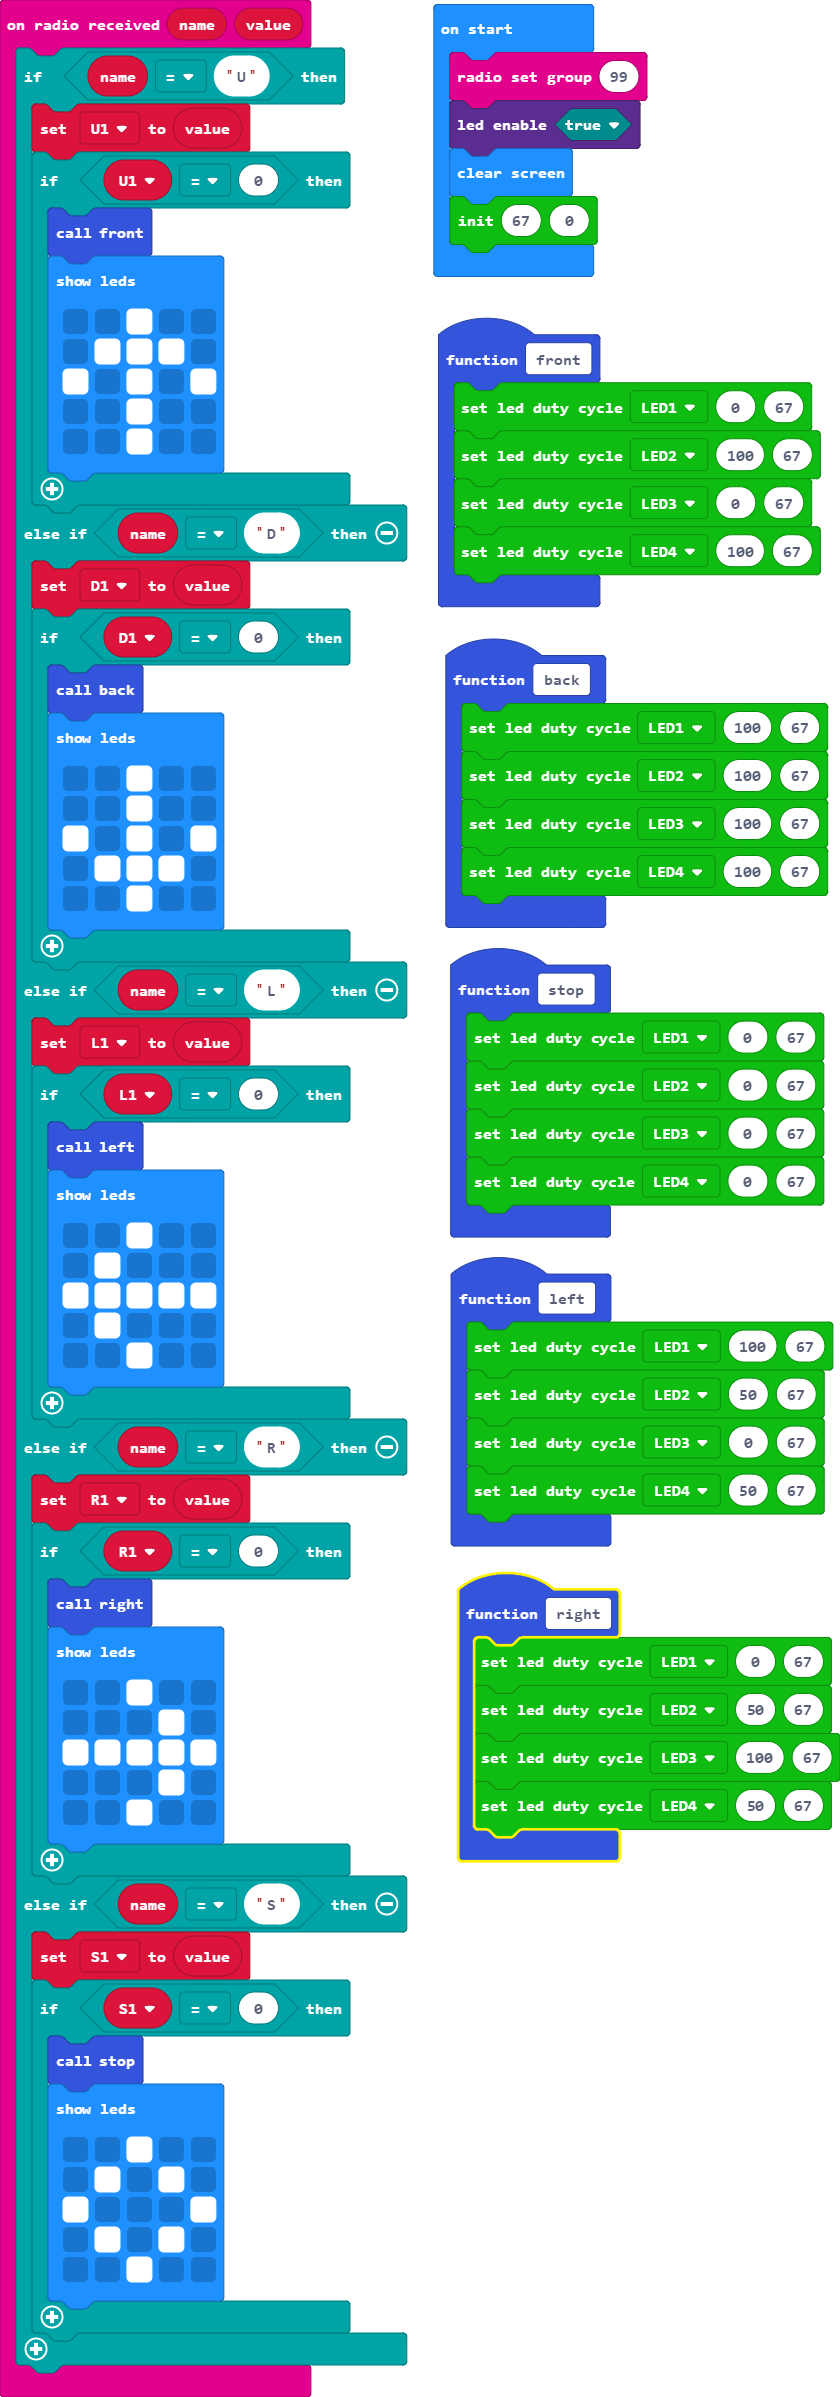 on radio received name value
if name = "U" then
set U1 to value
if U1 = 0 then
call front
show leds
else if name = "D" then
set D1 to value
if D1 = 0 then
call back
show leds
else if name = "L" then
set L1 to value
if L1 = 0 then
call left
show leds
else if name = "R" then
set R1 to value
if R1 = 0 then
call right
show leds
else if name = "S" then
set S1 to value
if S1 = 0 then
call stop
show leds
on start
radio set group 99
led enable true
clear screen
init 67 0
function front
set led duty cycle LED1 0 67
set led duty cycle LED2 100 67
set led duty cycle LED3 0 67
set led duty cycle LED4 100 67
function back
set led duty cycle LED1 100 67
set led duty cycle LED2 100 67
set led duty cycle LED3 100 67
set led duty cycle LED4 100 67
function stop
set led duty cycle LED1 0 67
set led duty cycle LED2 0 67
set led duty cycle LED3 0 67
set led duty cycle LED4 0 67
function left
set led duty cycle LED1 100 67
set led duty cycle LED2 50 67
set led duty cycle LED3 0 67
set led duty cycle LED4 50 67
function right
set led duty cycle LED1 0 67
set led duty cycle LED2 50 67
set led duty cycle LED3 100 67
set led duty cycle LED4 50 67